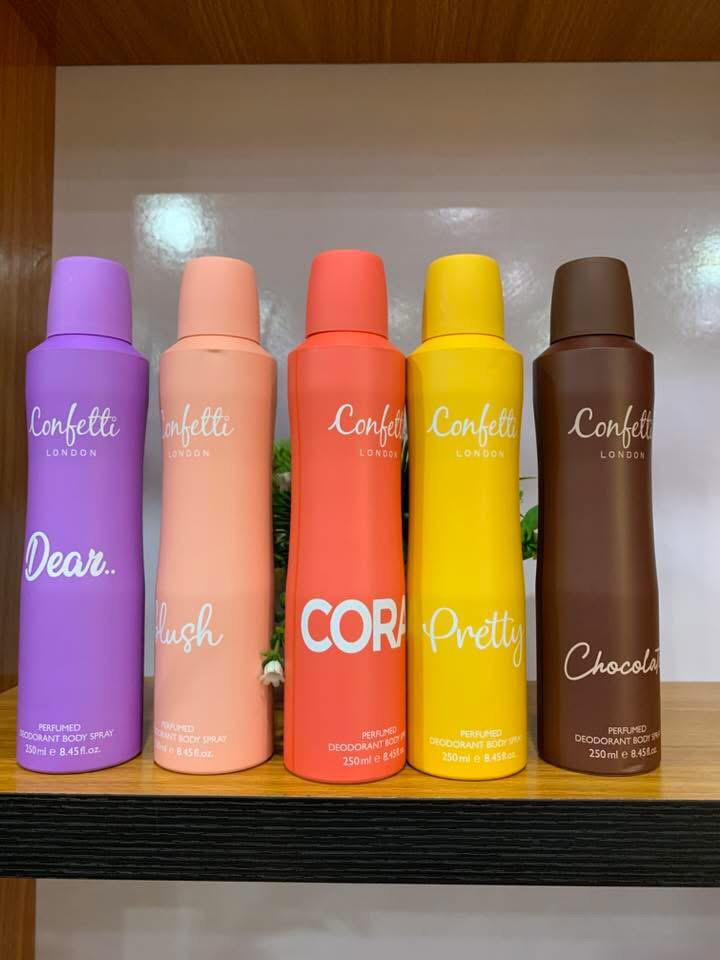 Confetti
LONDON
Dear..
PERFUMED
DEODORANT BODY SPRAY
250ml e 8.45fl.oz.
Confetti
LONDON
lush
PERFUMED
DEODORANT BODY SPRAY
250ml e 8.45fl.oz.
Confetti
LONDON
CORA
PERFUMED
DEODORANT BODY SP
250ml e 8.45fl.o
Confetti
LONDON
Pretty
PERFUMED
DEODORANT BODY SPRAY
250ml e 8.45fl.oz.
Confetti
LONDON
Chocolat
PERFUMED
DEODORANT BODY SPRAY
250ml e 8.45fl.oz.